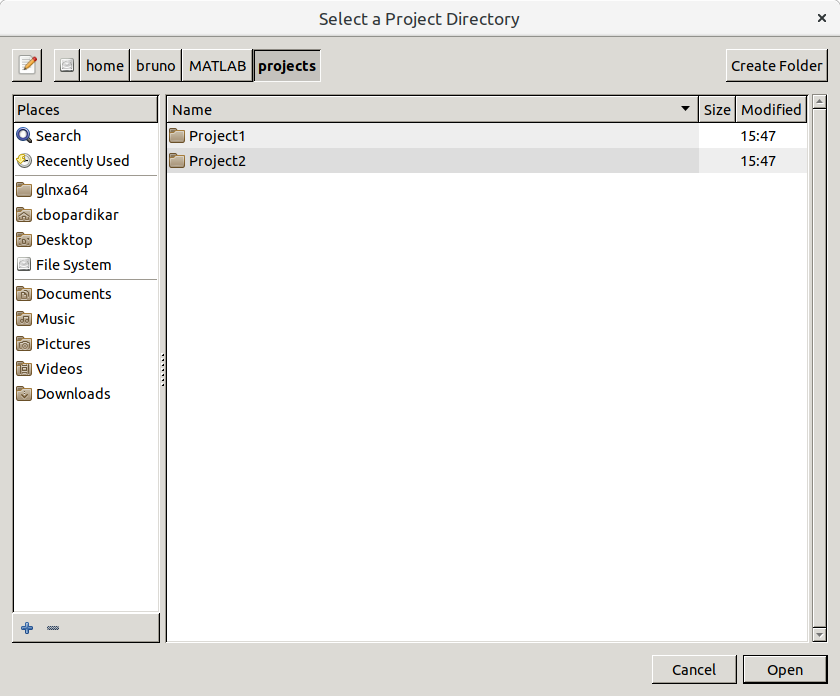 Select a Project Directory
home bruno MATLAB projects Create Folder
Places
Search
Recently Used
glnxa64
cbopardikar
Desktop
File System
Documents
Music
Pictures
Videos
Downloads
Name Size Modified
Project1 15:47
Project2 15:47
Cancel Open